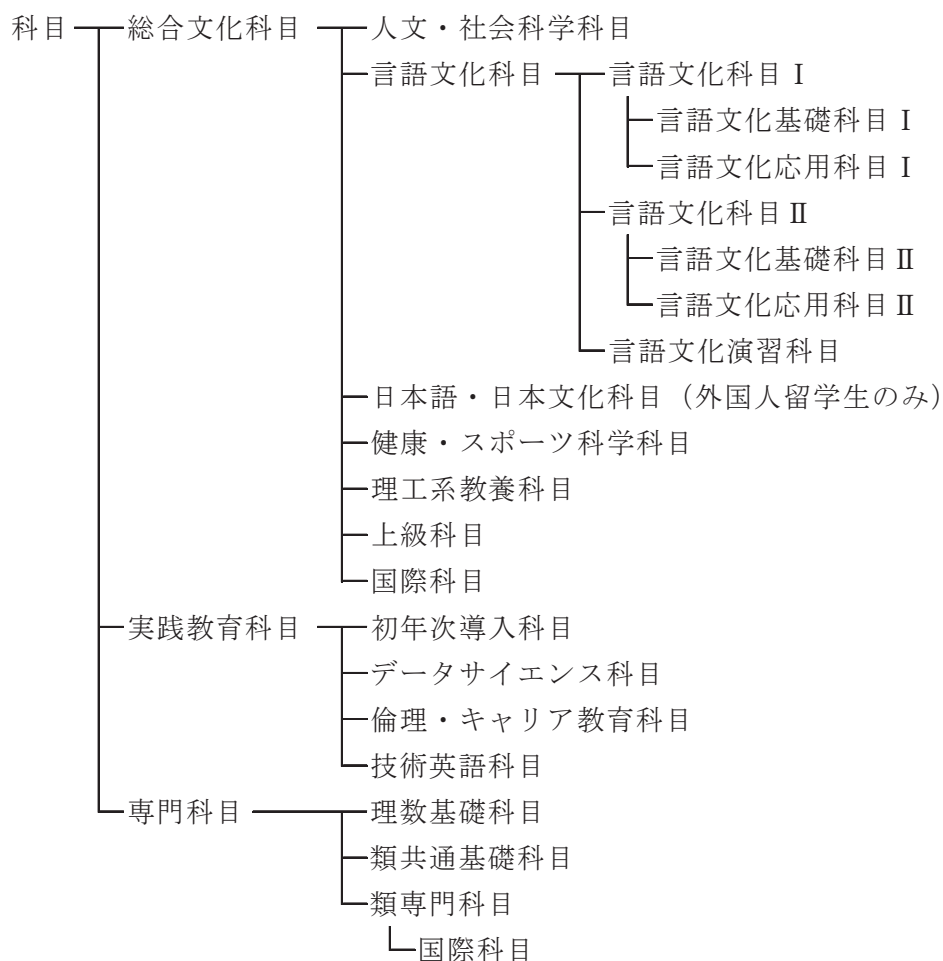 科目 総合文化科目 人文・社会科学科目
言語文化科目 言語文化科目Ⅰ
言語文化基礎科目Ⅰ
言語文化応用科目Ⅰ
言語文化科目Ⅱ
言語文化基礎科目Ⅱ
言語文化応用科目Ⅱ
言語文化演習科目
日本語・日本文化科目（外国人留学生のみ）
健康・スポーツ科学科目
理工系教養科目
上級科目
国際科目
実践教育科目 初年次導入科目
データサイエンス科目
倫理・キャリア教育科目
技術英語科目
専門科目 理数基礎科目
類共通基礎科目
類専門科目
国際科目